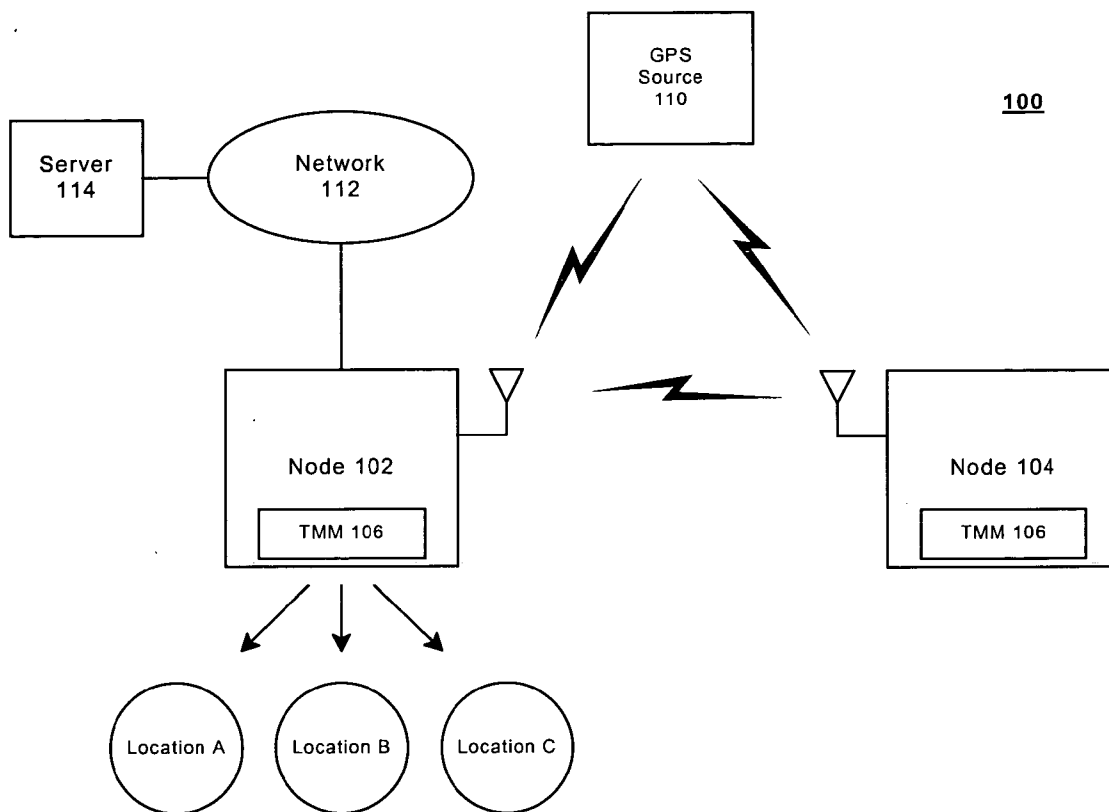 GPS
Source
110
100
Server
114
Network
112
Node 102
TMM 106
Node 104
TMM 106
Location A
Location B
Location C